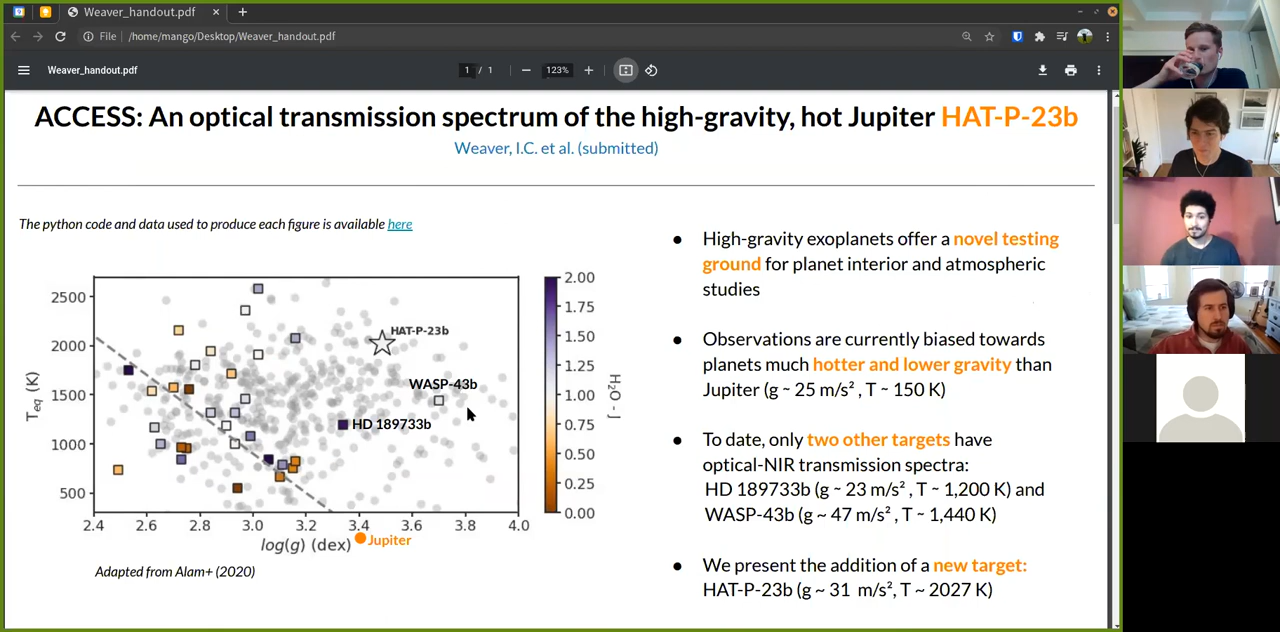 Weaver_handout.pdf
File
/home/mango/Desktop/Weaver_handout.pdf
Weaver_handout.pdf
1 / 1
123%
ACCESS: An optical transmission spectrum of the high-gravity, hot Jupiter HAT-P-23b
Weaver, I.C. et al. (submitted)
The python code and data used to produce each figure is available here
2500
2000
1500
1000
500
Teq (K)
HAT-P-23b
WASP-43b
HD 189733b
2.4 2.6 2.8 3.0 3.2 3.4 3.6 3.8 4.0
log(g) (dex)
Jupiter
2.00
1.75
1.50
1.25
1.00
0.75
0.50
0.25
0.00
H₂O - J
Adapted from Alam+ (2020)
● High-gravity exoplanets offer a novel testing
ground for planet interior and atmospheric
studies
● Observations are currently biased towards
planets much hotter and lower gravity than
Jupiter (g ~ 25 m/s², T ~ 150 K)
● To date, only two other targets have
optical-NIR transmission spectra:
HD 189733b (g ~ 23 m/s², T ~ 1,200 K) and
WASP-43b (g ~ 47 m/s², T ~ 1,440 K)
● We present the addition of a new target:
HAT-P-23b (g ~ 31 m/s², T ~ 2027 K)